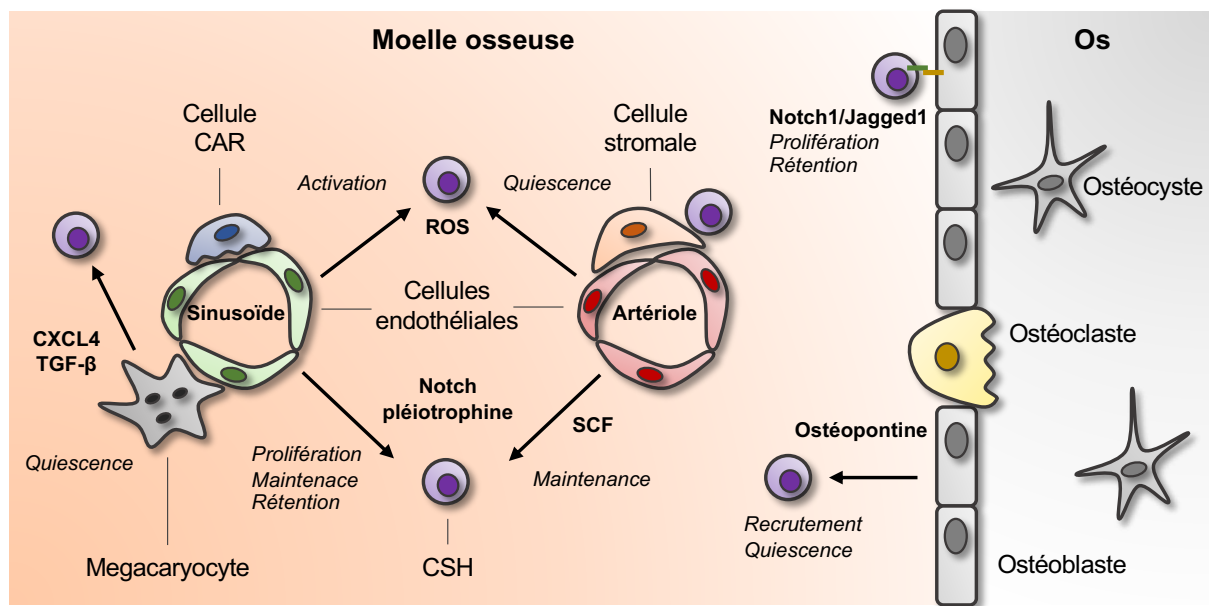 Moelle osseuse
Os
Cellule
CAR
Cellule
stromale
Notch1/Jagged1
Prolifération
Rétention
Activation
Quiescence
ROS
Ostéocyste
Sinusoïde
Cellules
endothéliales
Artériole
CXCL4
TGF-β
Ostéoclaste
Notch
pléiotrophine
SCF
Ostéopontine
Quiescence
Prolifération
Maintenace
Rétention
Maintenance
Recrutement
Quiescence
Megacaryocyte
CSH
Ostéoblaste